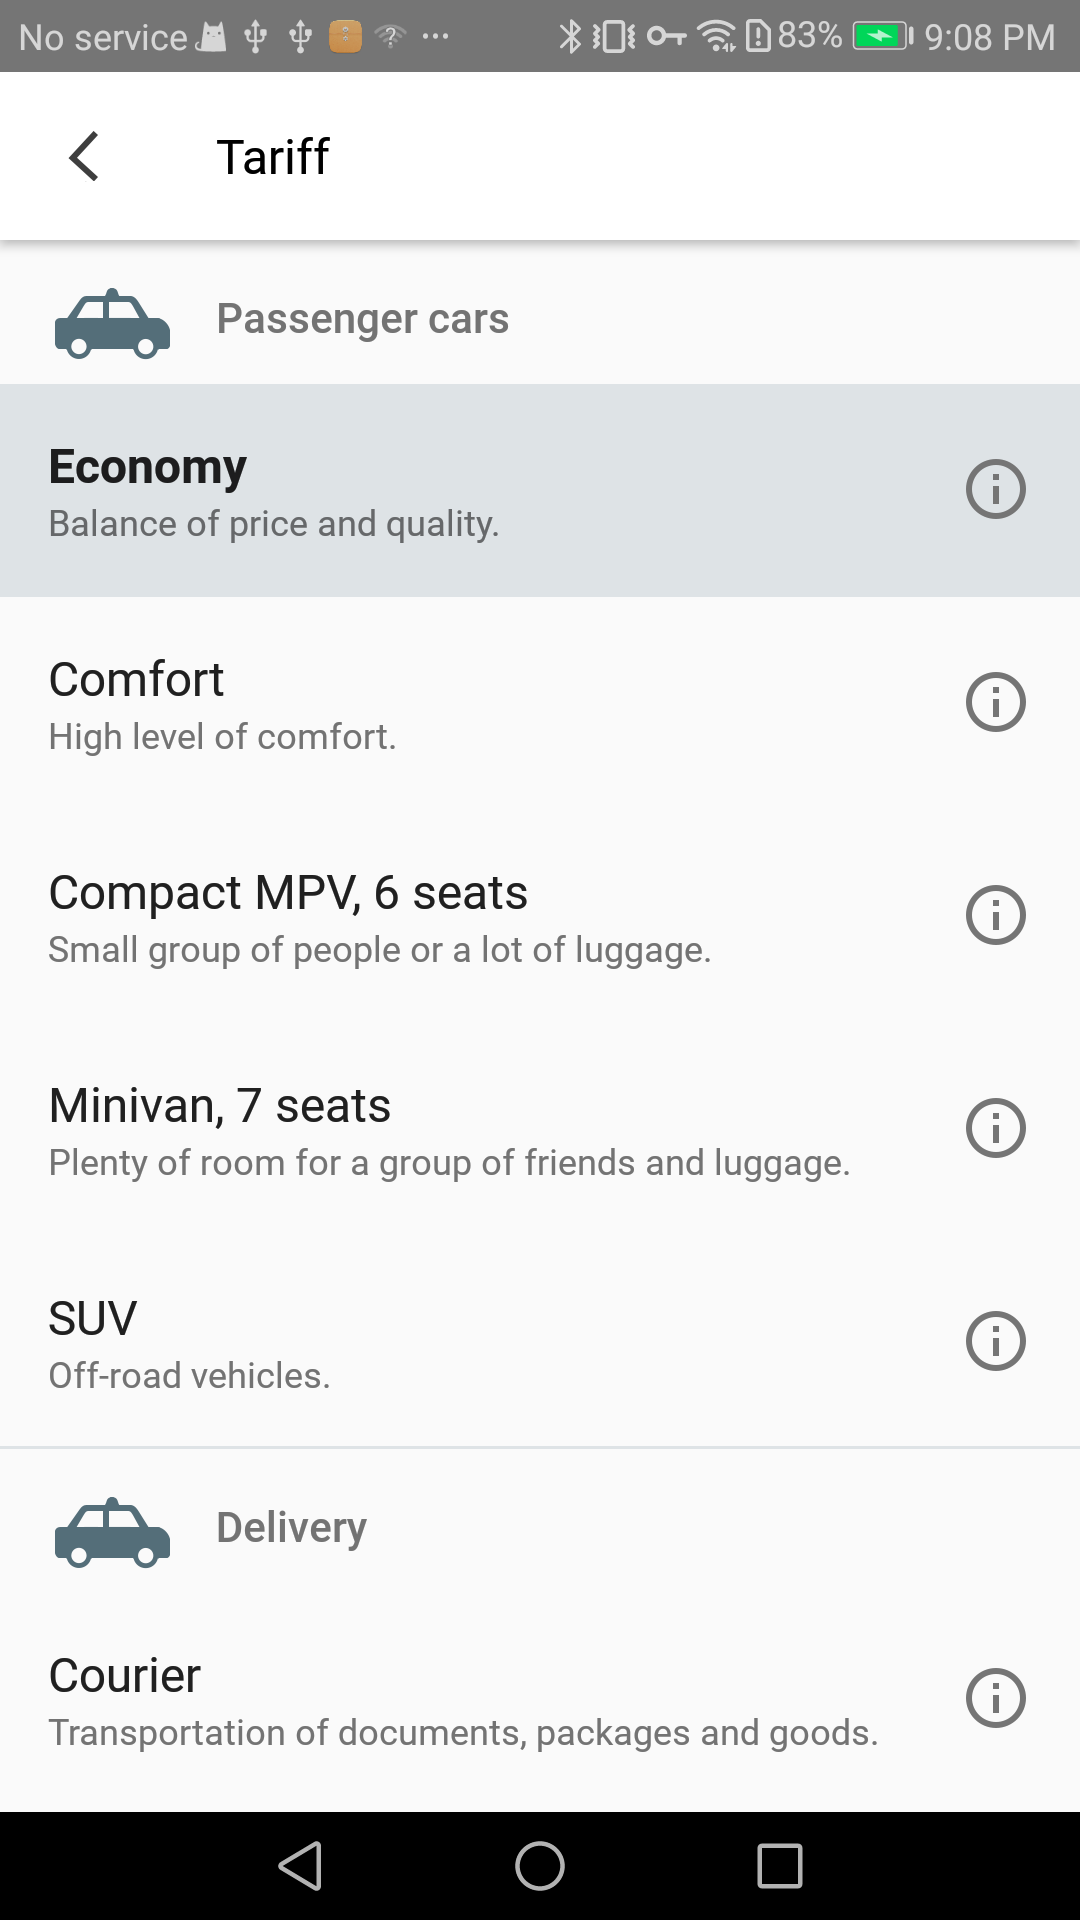 No service 83% 9:08 PM
Tariff
Passenger cars
Economy
Balance of price and quality.
Comfort
High level of comfort.
Compact MPV, 6 seats
Small group of people or a lot of luggage.
Minivan, 7 seats
Plenty of room for a group of friends and luggage.
SUV
Off-road vehicles.
Delivery
Courier
Transportation of documents, packages and goods.